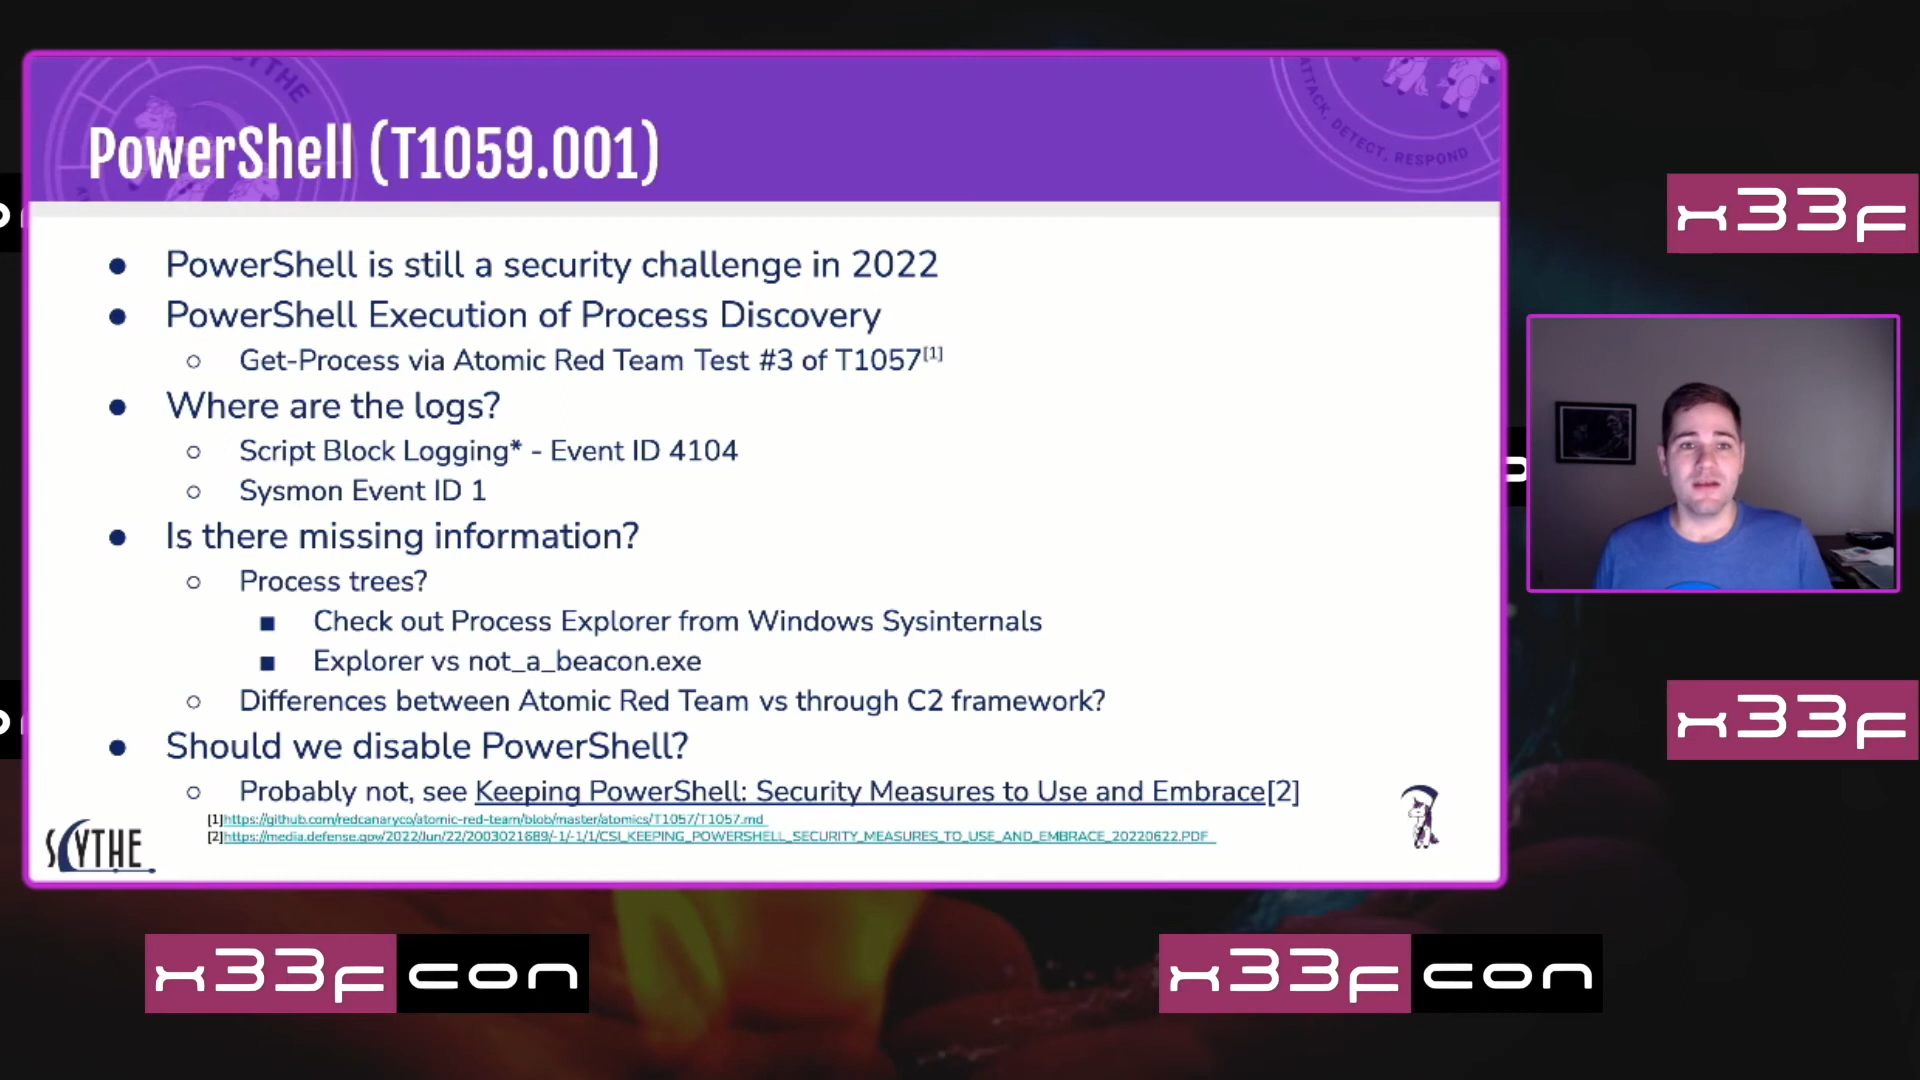 SCYTHE
ATTACK, DETECT, RESPOND
PowerShell (T1059.001)
PowerShell is still a security challenge in 2022
PowerShell Execution of Process Discovery
Get-Process via Atomic Red Team Test #3 of T1057[1]
Where are the logs?
Script Block Logging* - Event ID 4104
Sysmon Event ID 1
Is there missing information?
Process trees?
Check out Process Explorer from Windows Sysinternals
Explorer vs not_a_beacon.exe
Differences between Atomic Red Team vs through C2 framework?
Should we disable PowerShell?
Probably not, see Keeping PowerShell: Security Measures to Use and Embrace[2]
[1]https://github.com/redcanaryco/atomic-red-team/blob/master/atomics/T1057/T1057.md
[2]https://media.defense.gov/2022/Jun/22/2003021689/-1/-1/1/CSI_KEEPING_POWERSHELL_SECURITY_MEASURES_TO_USE_AND_EMBRACE_20220622.PDF
SCYTHE_
x33f
x33f
x33fcon
x33fcon